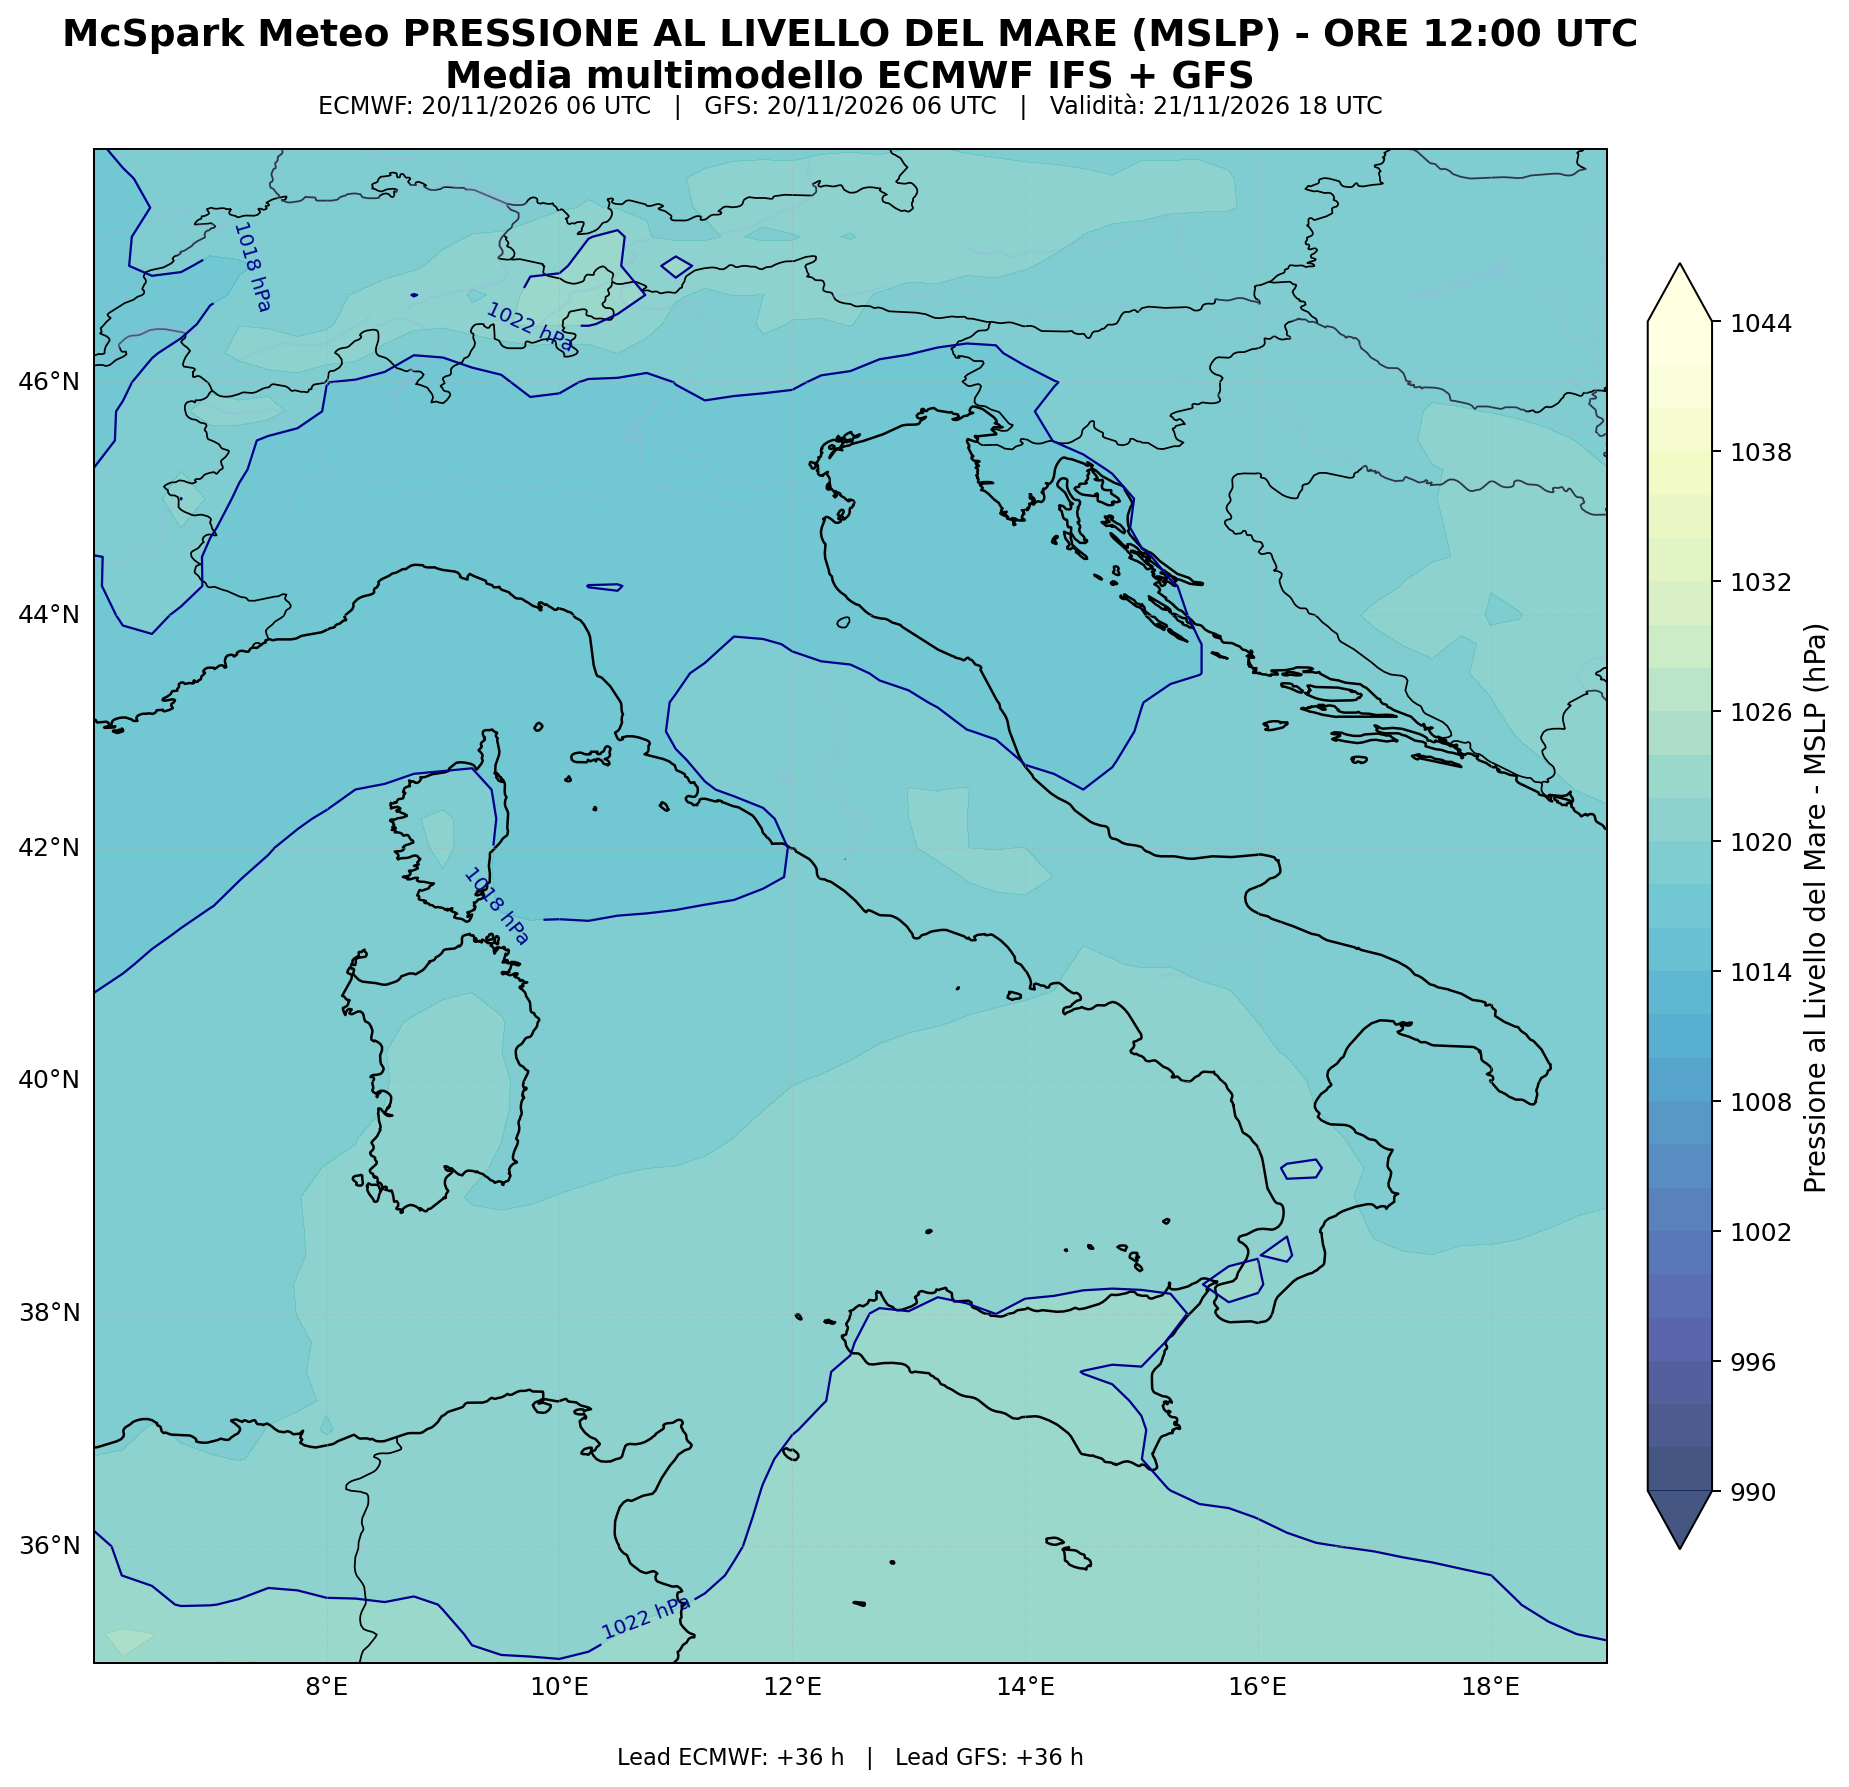 McSpark Meteo PRESSIONE AL LIVELLO DEL MARE (MSLP) - ORE 12:00 UTC
Media multimodello ECMWF IFS + GFS
ECMWF: 20/11/2026 06 UTC | GFS: 20/11/2026 06 UTC | Validità: 21/11/2026 18 UTC
1018 hPa
1022 hPa
1018 hPa
1022 hPa
46°N
44°N
42°N
40°N
38°N
36°N
8°E
10°E
12°E
14°E
16°E
18°E
1044
1038
1032
1026
1020
1014
1008
1002
996
990
Pressione al Livello del Mare - MSLP (hPa)
Lead ECMWF: +36 h | Lead GFS: +36 h